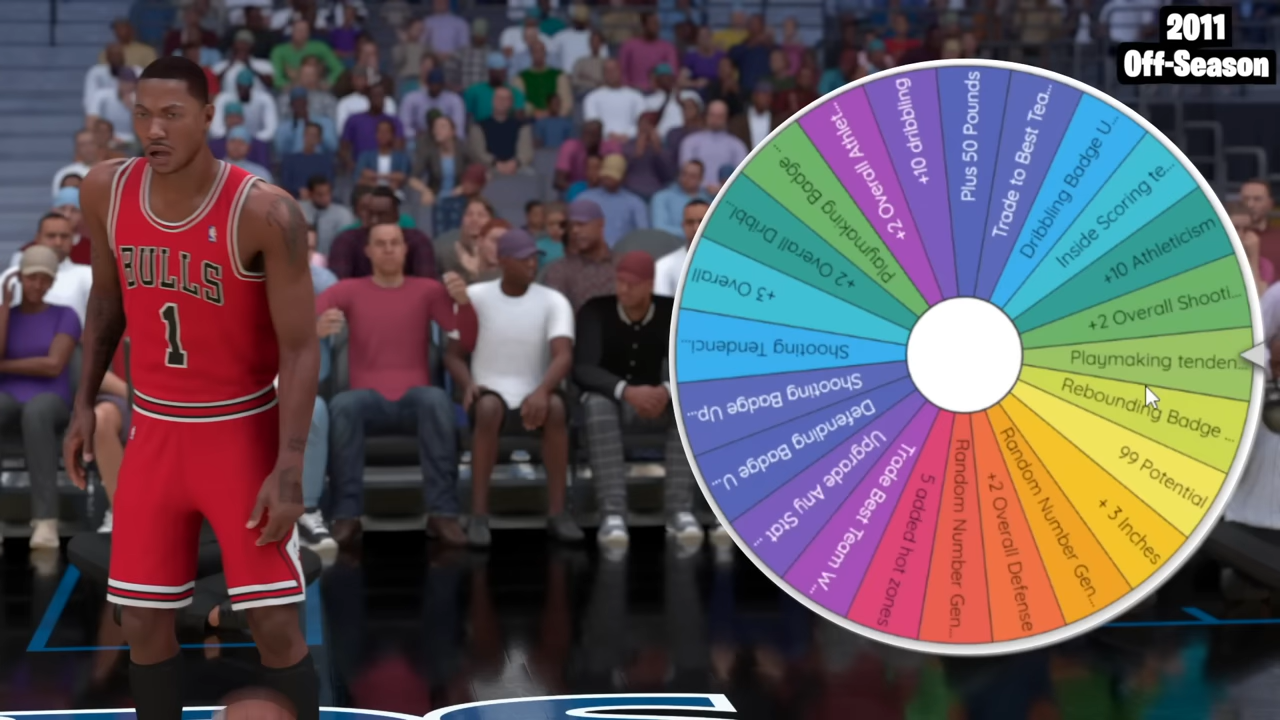 2011
Off-Season
BULLS
1
+10 dribbling
Plus 50 Pounds
Trade to Best Tea...
Dribbling Badge U...
Inside Scoring te...
+10 Athleticism
+2 Overall Shooti...
Playmaking tenden...
Rebounding Badge ...
99 Potential
+ 3 Inches
Random Number Gen...
+2 Overall Defense
Random Number Gen...
5 added hot zones
Trade Best Team W...
Upgrade Any Stat ...
Defending Badge U...
Shooting Badge Up...
Shooting Tendenci...
+3 Overall
+2 Overall Dribbl...
Playmaking Badge ...
+2 Overall Athlet...